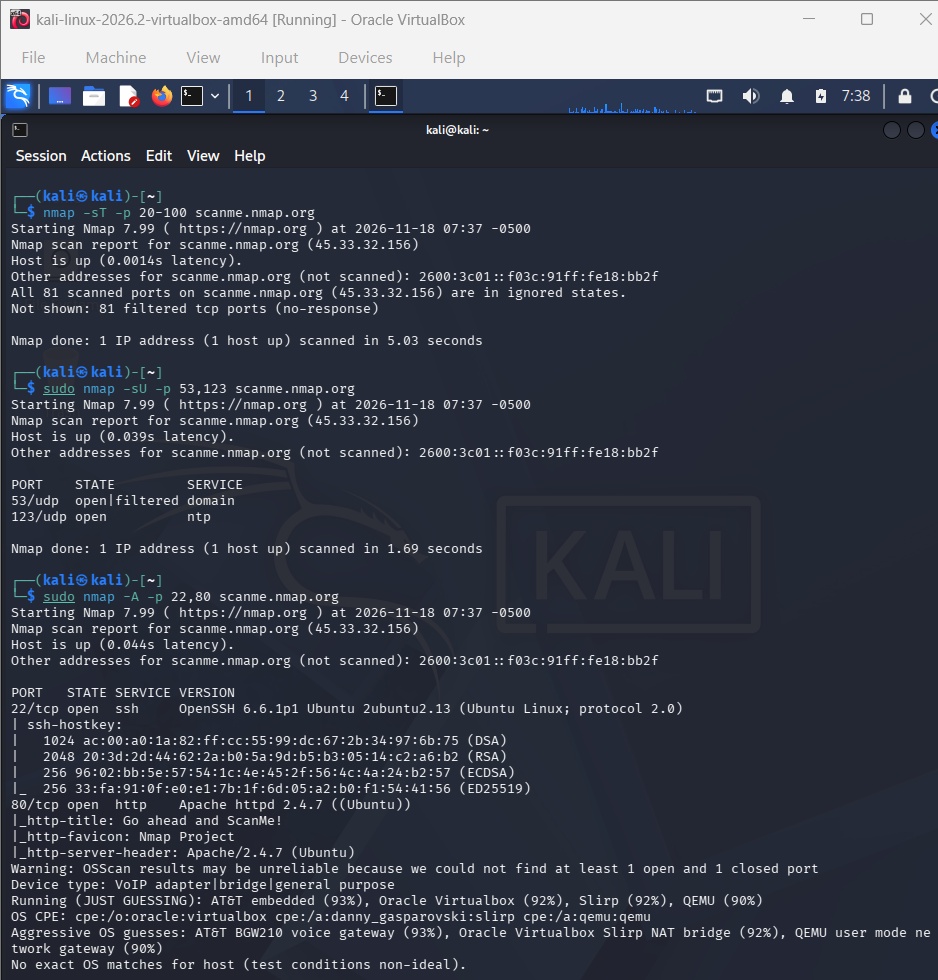 kali-linux-2026.2-virtualbox-amd64 [Running] - Oracle VirtualBox
File Machine View Input Devices Help
1 2 3 4 7:38
kali@kali: ~
Session Actions Edit View Help
┌──(kali㉿kali)-[~]
└─$ nmap -sT -p 20-100 scanme.nmap.org
Starting Nmap 7.99 ( https://nmap.org ) at 2026-11-18 07:37 -0500
Nmap scan report for scanme.nmap.org (45.33.32.156)
Host is up (0.0014s latency).
Other addresses for scanme.nmap.org (not scanned): 2600:3c01::f03c:91ff:fe18:bb2f
All 81 scanned ports on scanme.nmap.org (45.33.32.156) are in ignored states.
Not shown: 81 filtered tcp ports (no-response)
Nmap done: 1 IP address (1 host up) scanned in 5.03 seconds
┌──(kali㉿kali)-[~]
└─$ sudo nmap -sU -p 53,123 scanme.nmap.org
Starting Nmap 7.99 ( https://nmap.org ) at 2026-11-18 07:37 -0500
Nmap scan report for scanme.nmap.org (45.33.32.156)
Host is up (0.039s latency).
Other addresses for scanme.nmap.org (not scanned): 2600:3c01::f03c:91ff:fe18:bb2f
PORT STATE SERVICE
53/udp open|filtered domain
123/udp open ntp
Nmap done: 1 IP address (1 host up) scanned in 1.69 seconds
┌──(kali㉿kali)-[~]
└─$ sudo nmap -A -p 22,80 scanme.nmap.org
Starting Nmap 7.99 ( https://nmap.org ) at 2026-11-18 07:37 -0500
Nmap scan report for scanme.nmap.org (45.33.32.156)
Host is up (0.044s latency).
Other addresses for scanme.nmap.org (not scanned): 2600:3c01::f03c:91ff:fe18:bb2f
PORT STATE SERVICE VERSION
22/tcp open ssh OpenSSH 6.6.1p1 Ubuntu 2ubuntu2.13 (Ubuntu Linux; protocol 2.0)
| ssh-hostkey:
| 1024 ac:00:a0:1a:82:ff:cc:55:99:dc:67:2b:34:97:6b:75 (DSA)
| 2048 20:3d:2d:44:62:2a:b0:5a:9d:b5:b3:05:14:c2:a6:b2 (RSA)
| 256 96:02:bb:5e:57:54:1c:4e:45:2f:56:4c:4a:24:b2:57 (ECDSA)
|_ 256 33:fa:91:0f:e0:e1:7b:1f:6d:05:a2:b0:f1:54:41:56 (ED25519)
80/tcp open http Apache httpd 2.4.7 ((Ubuntu))
|_http-title: Go ahead and ScanMe!
|_http-favicon: Nmap Project
|_http-server-header: Apache/2.4.7 (Ubuntu)
Warning: OSScan results may be unreliable because we could not find at least 1 open and 1 closed port
Device type: VoIP adapter|bridge|general purpose
Running (JUST GUESSING): AT&T embedded (93%), Oracle Virtualbox (92%), Slirp (92%), QEMU (90%)
OS CPE: cpe:/o:oracle:virtualbox cpe:/a:danny_gasparovski:slirp cpe:/a:qemu:qemu
Aggressive OS guesses: AT&T BGW210 voice gateway (93%), Oracle Virtualbox Slirp NAT bridge (92%), QEMU user mode ne
twork gateway (90%)
No exact OS matches for host (test conditions non-ideal).
KALI